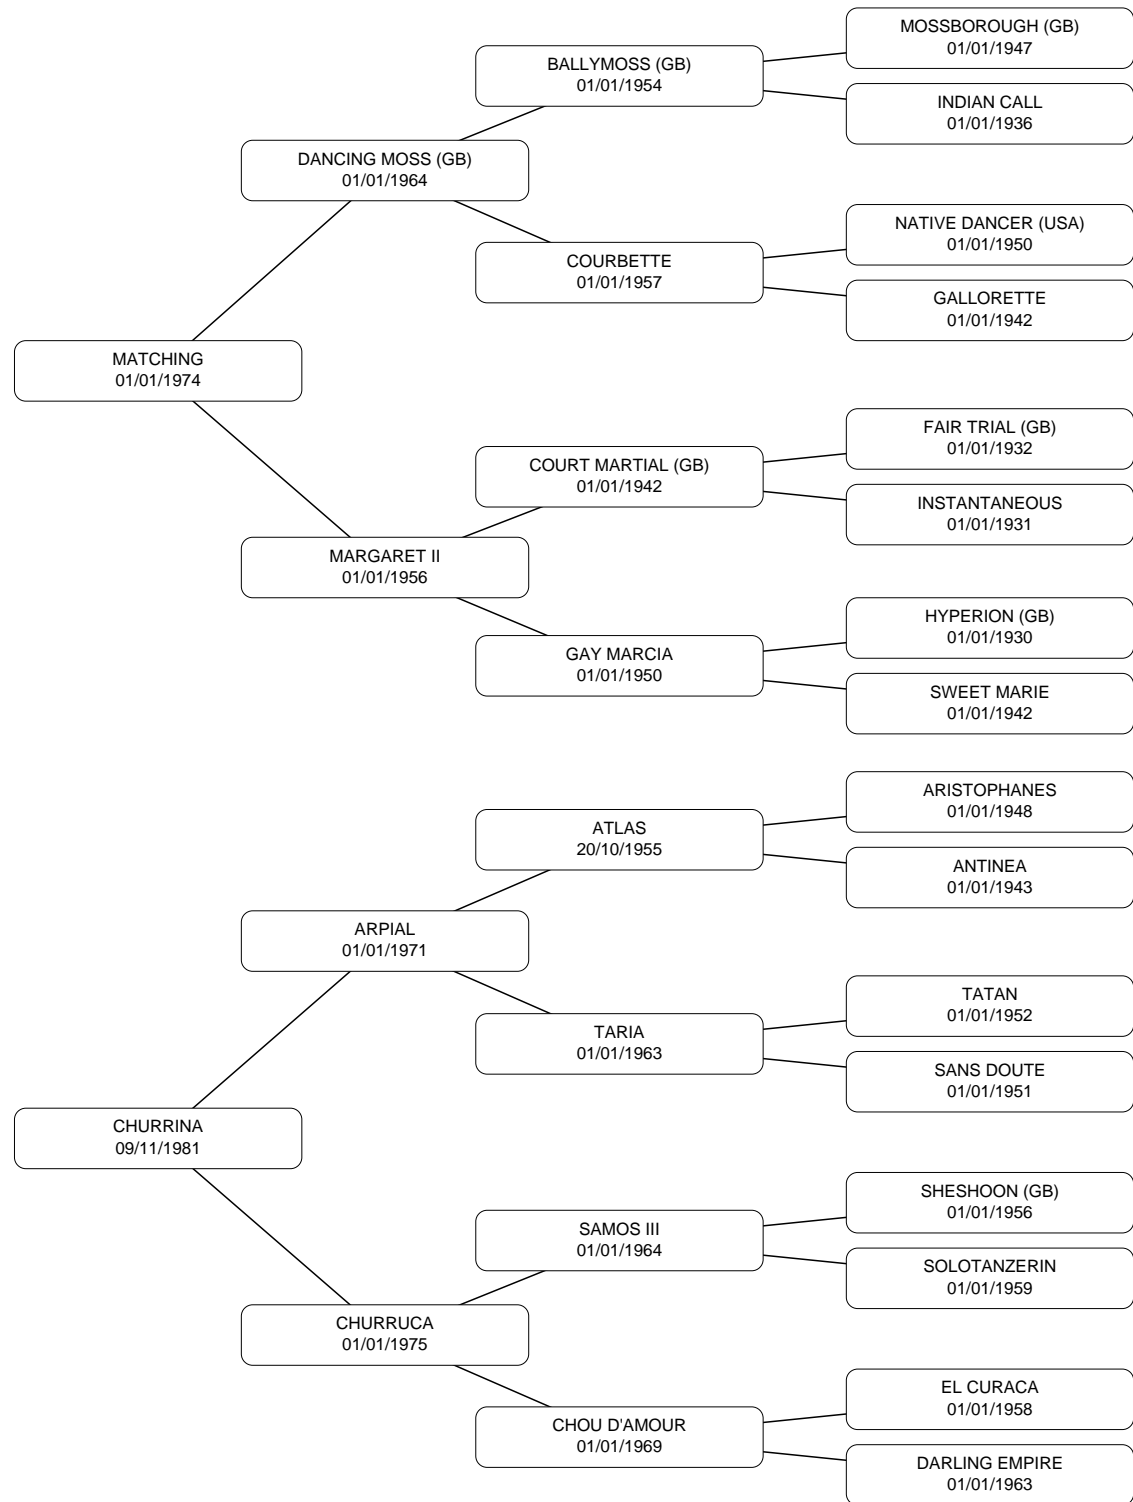 MOSSBOROUGH (GB)
01/01/1947
BALLYMOSS (GB)
01/01/1954
INDIAN CALL
01/01/1936
DANCING MOSS (GB)
01/01/1964
NATIVE DANCER (USA)
01/01/1950
COURBETTE
01/01/1957
GALLORETTE
01/01/1942
MATCHING
01/01/1974
FAIR TRIAL (GB)
01/01/1932
COURT MARTIAL (GB)
01/01/1942
INSTANTANEOUS
01/01/1931
MARGARET II
01/01/1956
HYPERION (GB)
01/01/1930
GAY MARCIA
01/01/1950
SWEET MARIE
01/01/1942
ARISTOPHANES
01/01/1948
ATLAS
20/10/1955
ANTINEA
01/01/1943
ARPIAL
01/01/1971
TATAN
01/01/1952
TARIA
01/01/1963
SANS DOUTE
01/01/1951
CHURRINA
09/11/1981
SHESHOON (GB)
01/01/1956
SAMOS III
01/01/1964
SOLOTANZERIN
01/01/1959
CHURRUCA
01/01/1975
EL CURACA
01/01/1958
CHOU D'AMOUR
01/01/1969
DARLING EMPIRE
01/01/1963